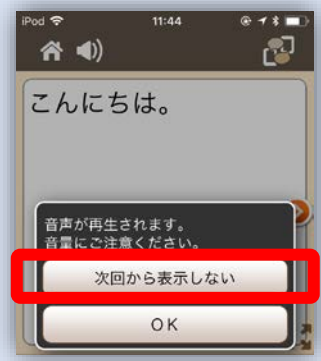 iPod 11:44
こんにちは。
音声が再生されます。
音量にご注意ください。
次回から表示しない
OK